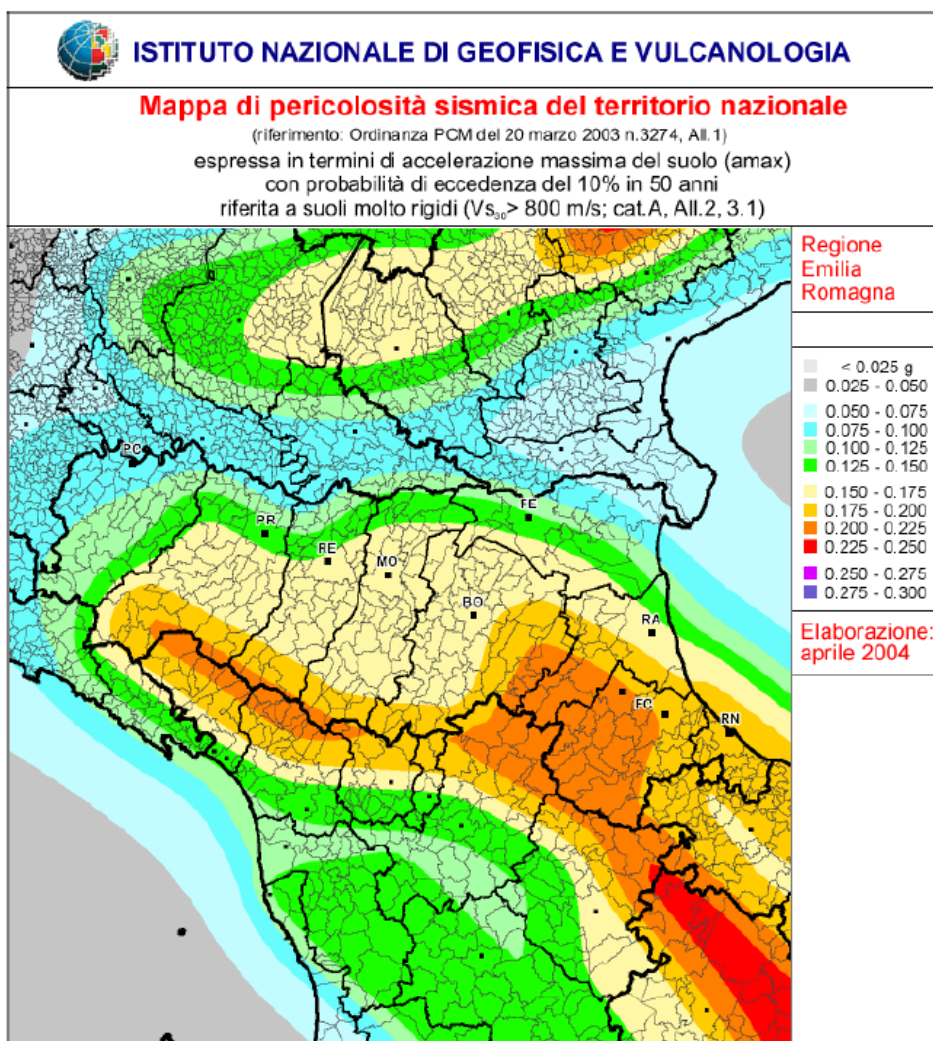 ISTITUTO NAZIONALE DI GEOFISICA E VULCANOLOGIA
Mappa di pericolosità sismica del territorio nazionale
(riferimento: Ordinanza PCM del 20 marzo 2003 n.3274, All.1)
espressa in termini di accelerazione massima del suolo (amax)
con probabilità di eccedenza del 10% in 50 anni
riferita a suoli molto rigidi (Vs₃₀> 800 m/s; cat.A, All.2, 3.1)
Regione
Emilia
Romagna
< 0.025 g
0.025 - 0.050
0.050 - 0.075
0.075 - 0.100
0.100 - 0.125
0.125 - 0.150
0.150 - 0.175
0.175 - 0.200
0.200 - 0.225
0.225 - 0.250
0.250 - 0.275
0.275 - 0.300
Elaborazione:
aprile 2004
PC
FE
PR
RE
MO
BO
RA
FC
RN